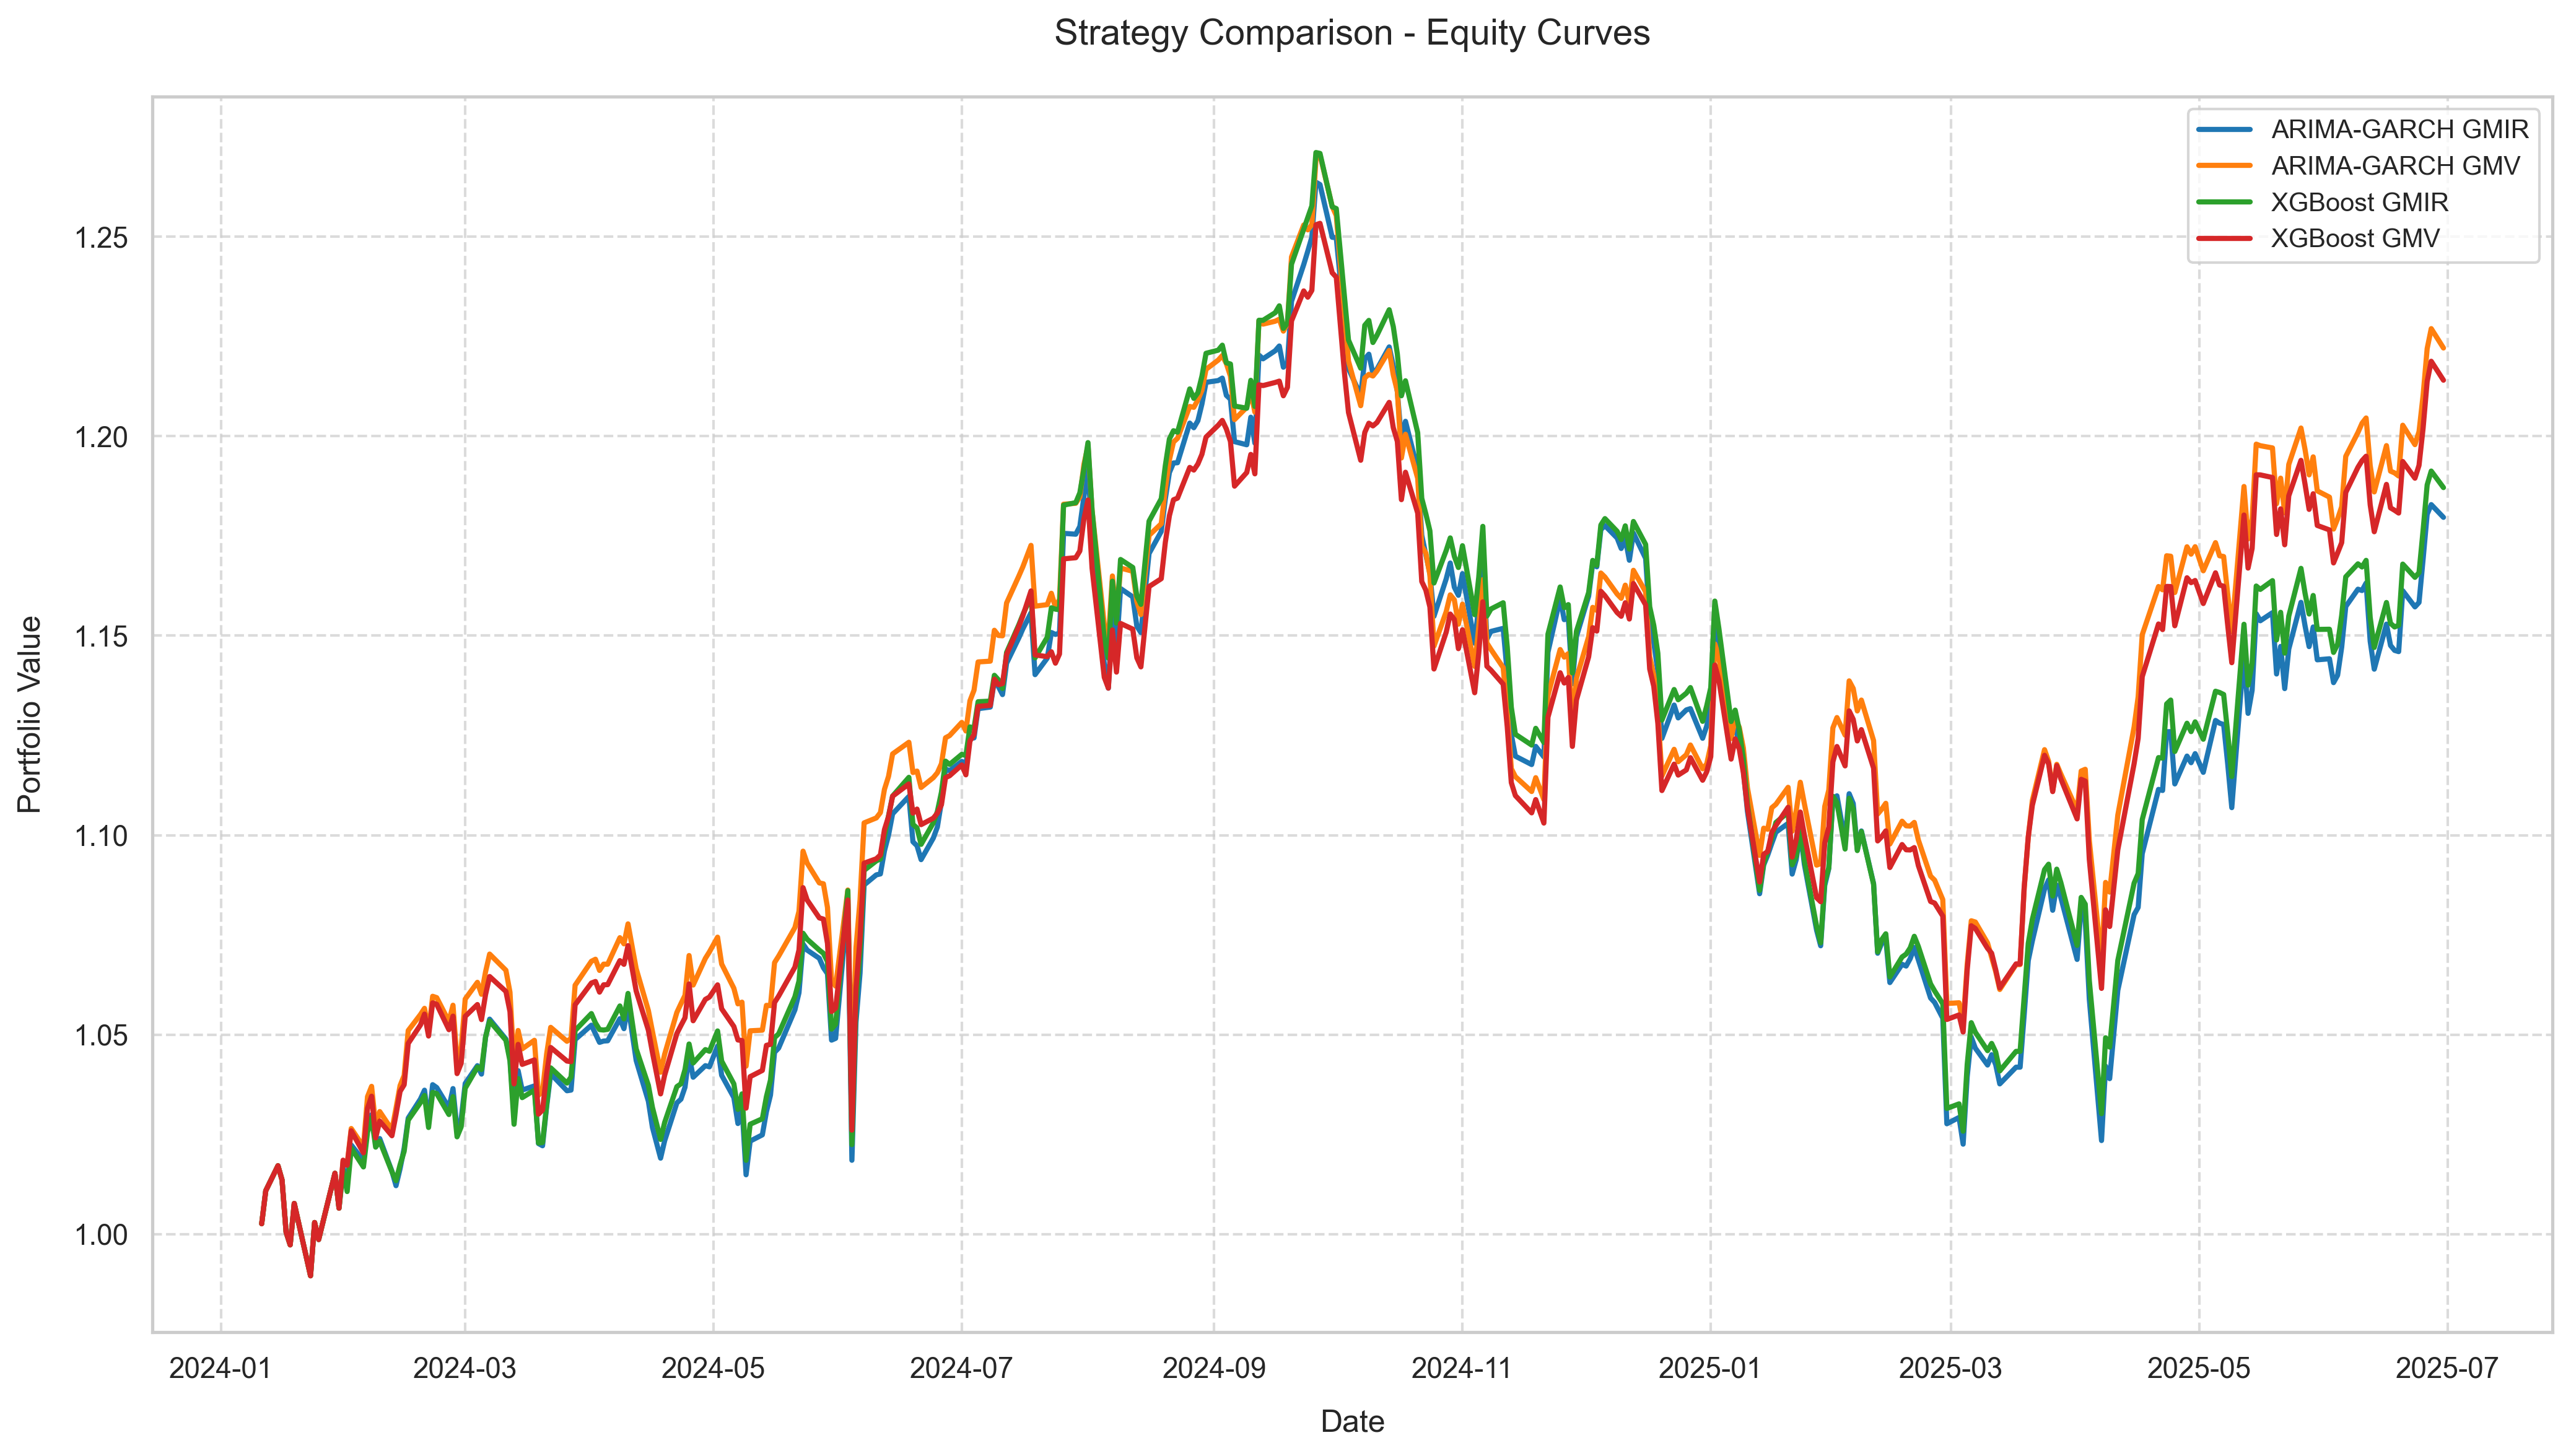 Strategy Comparison - Equity Curves
ARIMA-GARCH GMIR
ARIMA-GARCH GMV
XGBoost GMIR
XGBoost GMV
Portfolio Value
1.25
1.20
1.15
1.10
1.05
1.00
2024-01 2024-03 2024-05 2024-07 2024-09 2024-11 2025-01 2025-03 2025-05 2025-07
Date